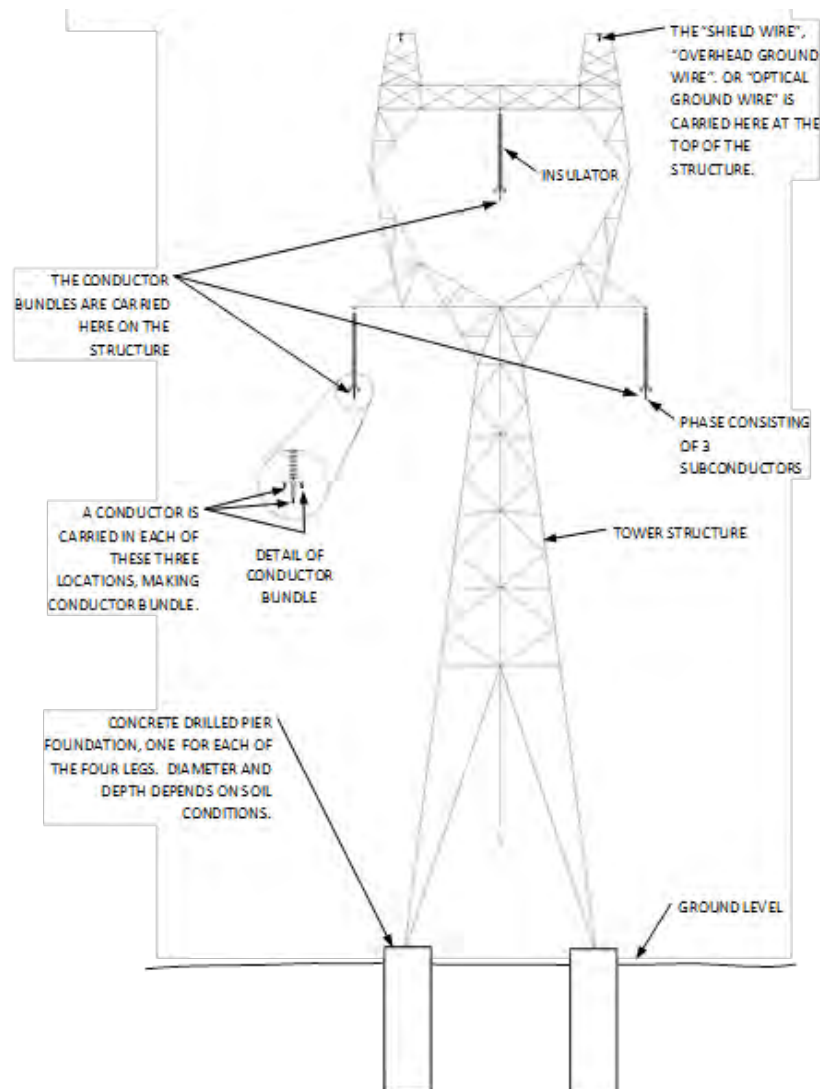 THE "SHIELD WIRE",
"OVERHEAD GROUND
WIRE". OR "OPTICAL
GROUND WIRE" IS
CARRIED HERE AT THE
TOP OF THE
STRUCTURE.
INSULATOR
THE CONDUCTOR
BUNDLES ARE CARRIED
HERE ON THE
STRUCTURE
PHASE CONSISTING
OF 3
SUBCONDUCTORS
A CONDUCTOR IS
CARRIED IN EACH OF
THESE THREE
LOCATIONS, MAKING
CONDUCTOR BUNDLE.
DETAIL OF
CONDUCTOR
BUNDLE
TOWER STRUCTURE
CONCRETE DRILLED PIER
FOUNDATION, ONE FOR EACH OF
THE FOUR LEGS. DIAMETER AND
DEPTH DEPENDS ON SOIL
CONDITIONS.
GROUND LEVEL